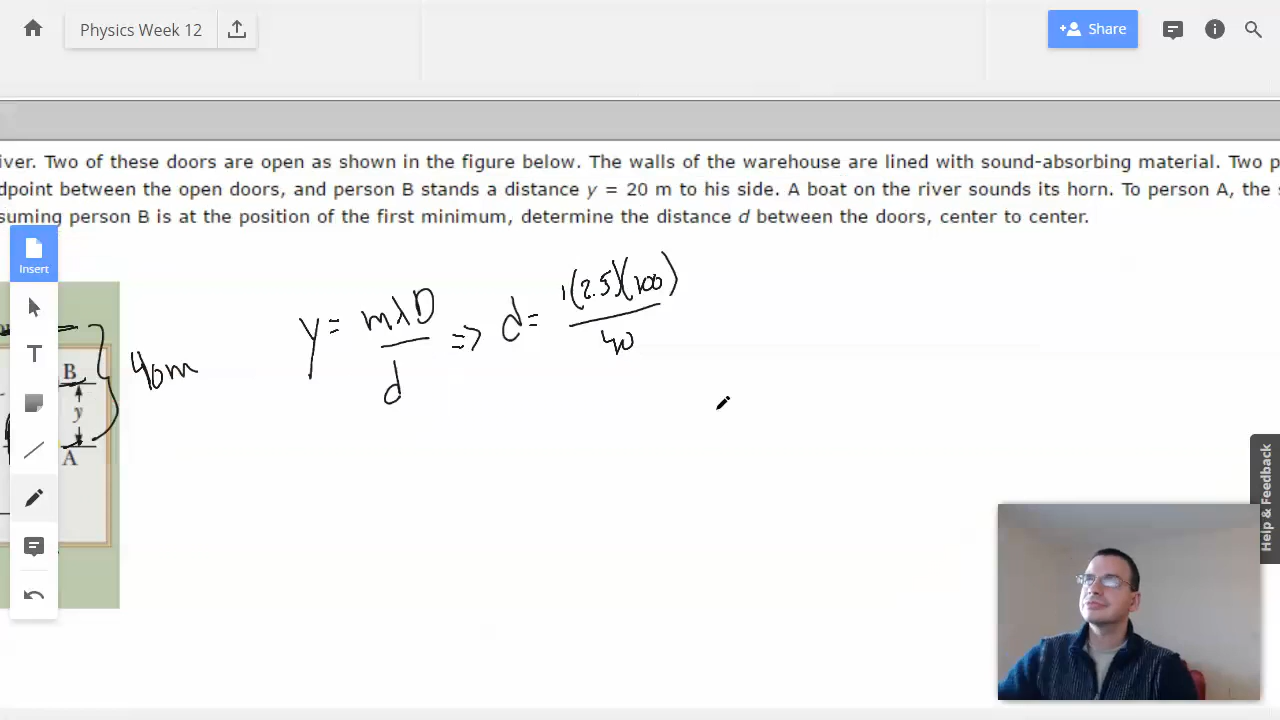 Physics Week 12
Share
iver. Two of these doors are open as shown in the figure below. The walls of the warehouse are lined with sound-absorbing material. Two p
dpoint between the open doors, and person B stands a distance y = 20 m to his side. A boat on the river sounds its horn. To person A, the s
suming person B is at the position of the first minimum, determine the distance d between the doors, center to center.
Insert
T
B
y
A
40m
y = mλD / d => d = 1(2.5)(100) / 40
Help & Feedback